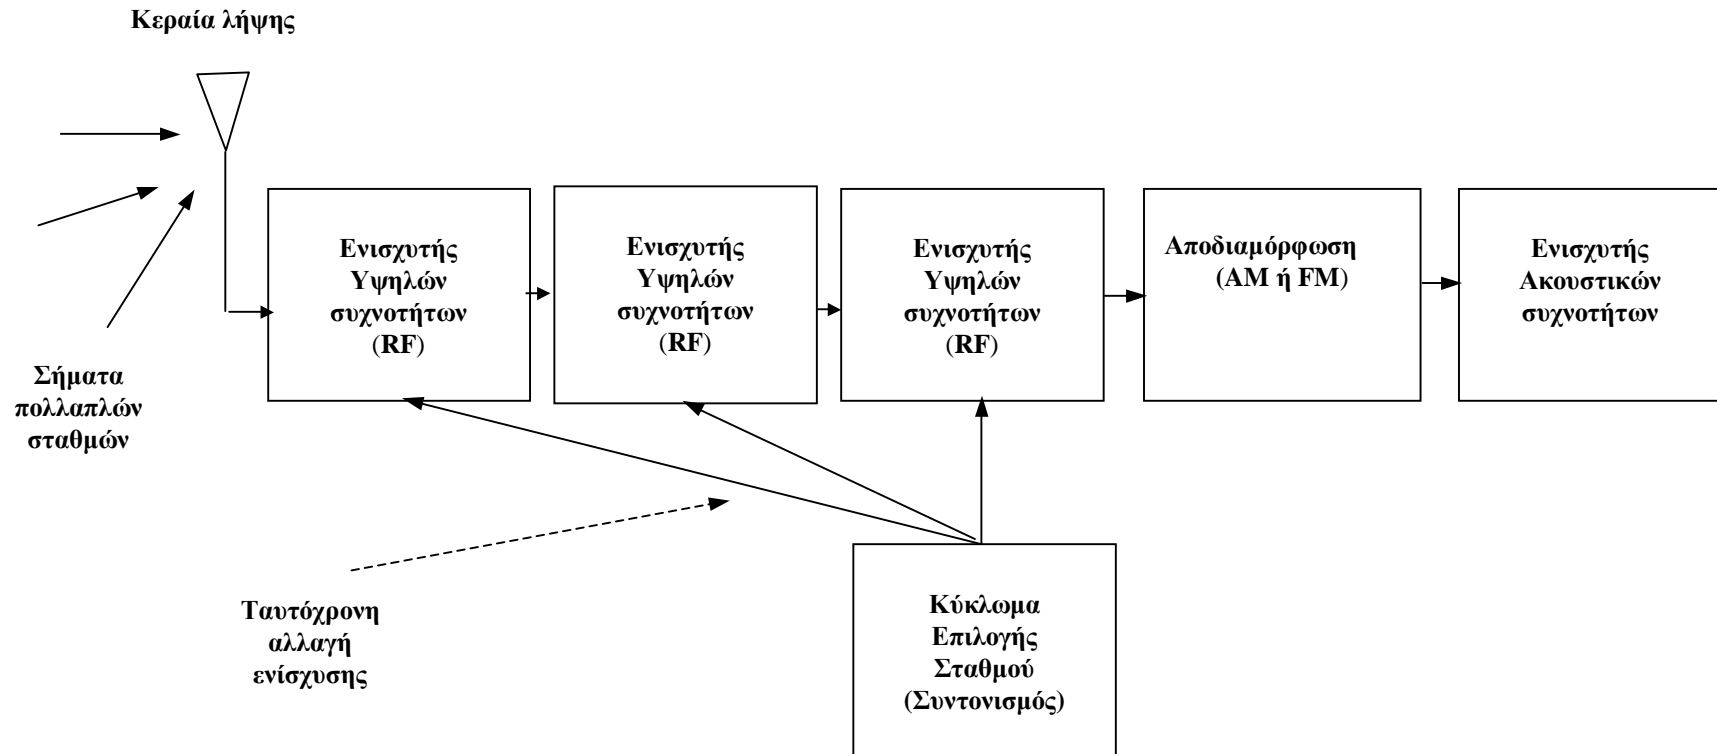 Κεραία λήψης
Ενισχυτής
Υψηλών
συχνοτήτων
(RF)
Ενισχυτής
Υψηλών
συχνοτήτων
(RF)
Ενισχυτής
Υψηλών
συχνοτήτων
(RF)
Αποδιαμόρφωση
(AM ή FM)
Ενισχυτής
Ακουστικών
συχνοτήτων
Σήματα
πολλαπλών
σταθμών
Ταυτόχρονη
αλλαγή
ενίσχυσης
Κύκλωμα
Επιλογής
Σταθμού
(Συντονισμός)